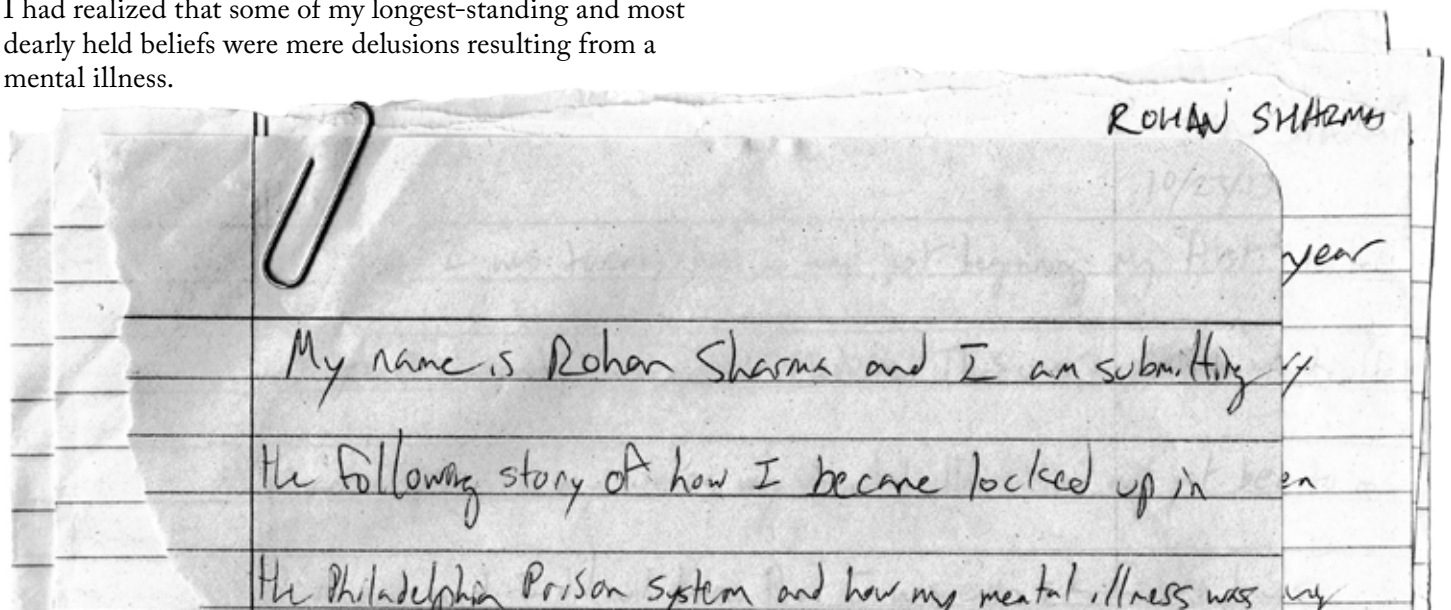 I had realized that some of my longest-standing and most
dearly held beliefs were mere delusions resulting from a
mental illness.
ROHAN SHARMA
10/23/
year
My name is Rohan Sharma and I am submitting
the following story of how I became locked up in
the Philadelphia Prison System and how my mental illness was